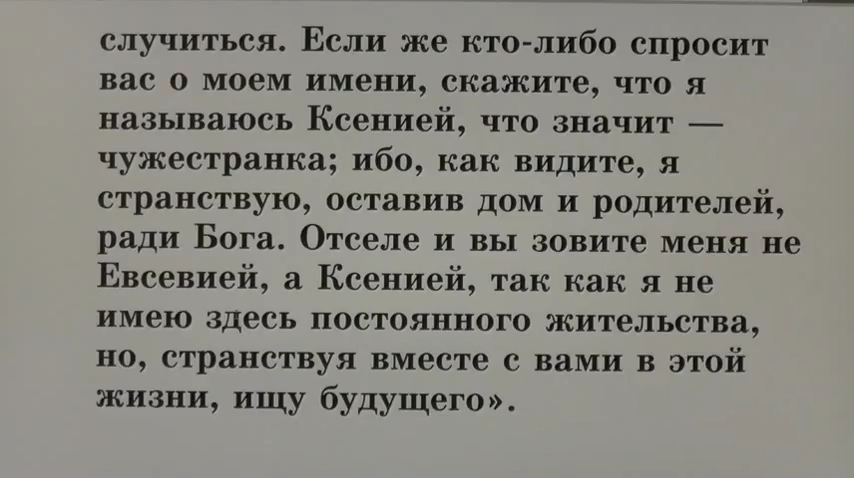 случиться. Если же кто-либо спросит
вас о моем имени, скажите, что я
называюсь Ксенией, что значит —
чужестранка; ибо, как видите, я
странствую, оставив дом и родителей,
ради Бога. Отселе и вы зовите меня не
Евсевией, а Ксенией, так как я не
имею здесь постоянного жительства,
но, странствуя вместе с вами в этой
жизни, ищу будущего».